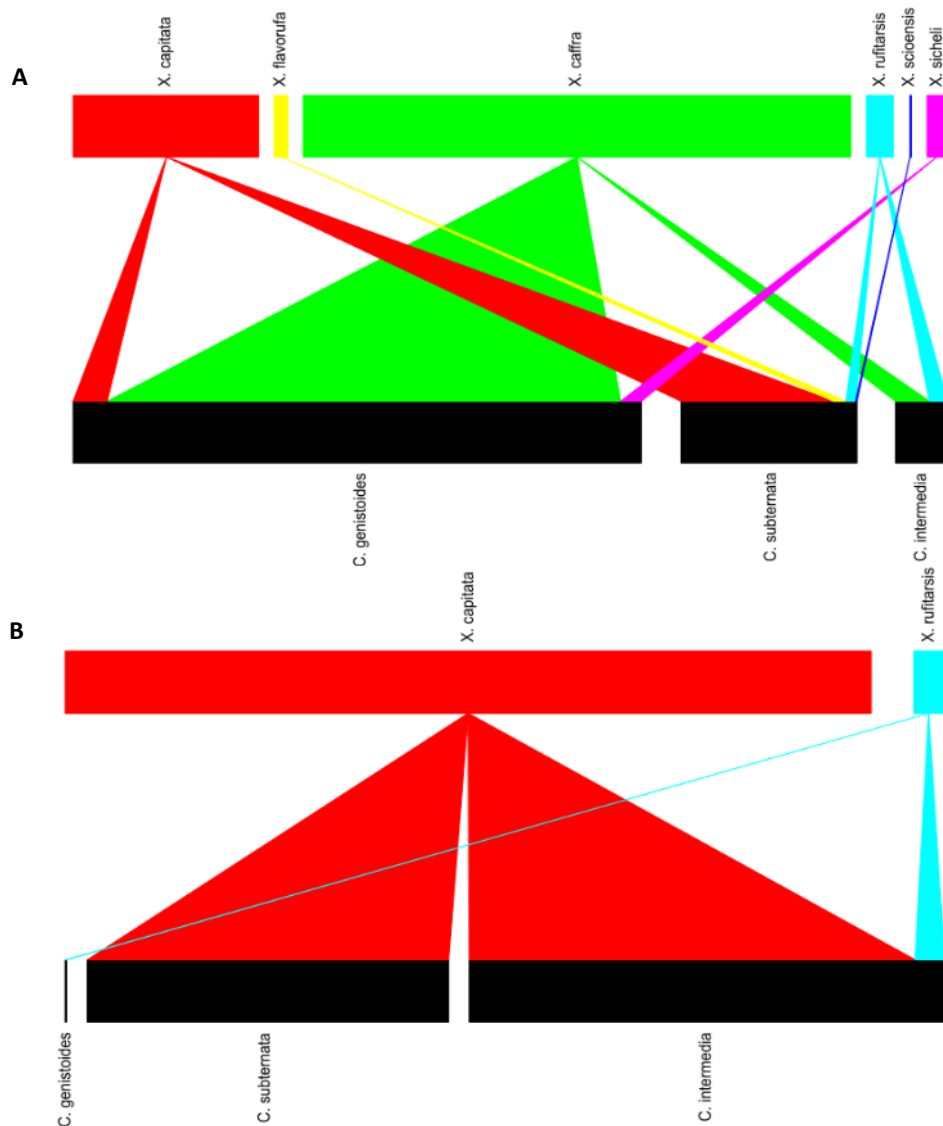 A
X. capitata
X. flavorufa
X. caffra
X. rufitarsis
X. scioensis
X. sicheli
C. genistoides
C. subternata
C. intermedia
B
X. capitata
X. rufitarsis
C. genistoides
C. subternata
C. intermedia